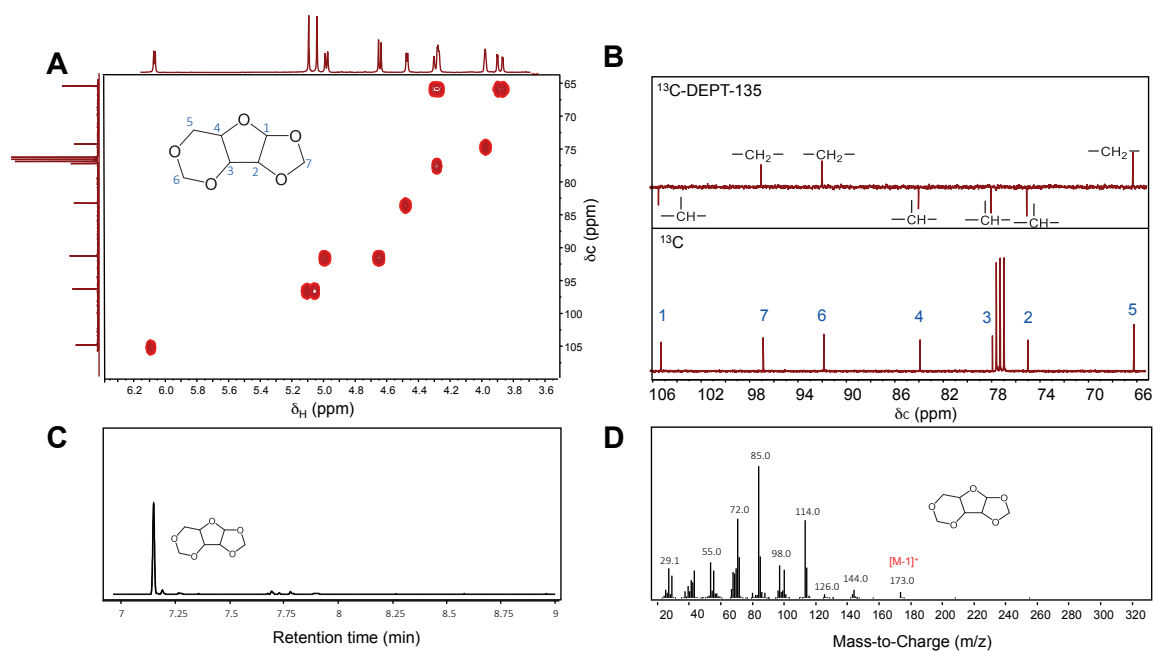 A
O
O
O
O
O
1
2
3
4
5
6
7
65
70
75
80
85
90
95
100
105
δc (ppm)
6.4 6.2 6.0 5.8 5.6 5.4 5.2 5.0 4.8 4.6 4.4 4.2 4.0 3.8 3.6
δH (ppm)
B
¹³C-DEPT-135
—CH₂— —CH₂— —CH₂—
—CH— —CH— —CH— —CH—
¹³C
1 7 6 4 3 2 5
106 102 98 94 90 86 82 78 74 70 66
δc (ppm)
C
O
O
O
O
O
7 7.25 7.5 7.75 8 8.25 8.5 8.75 9
Retention time (min)
D
85.0
72.0
114.0
55.0
98.0
29.1
126.0
144.0
[M-1]⁺
173.0
O
O
O
O
O
20 40 60 80 100 120 140 160 180 200 220 240 260 280 300 320
Mass-to-Charge (m/z)